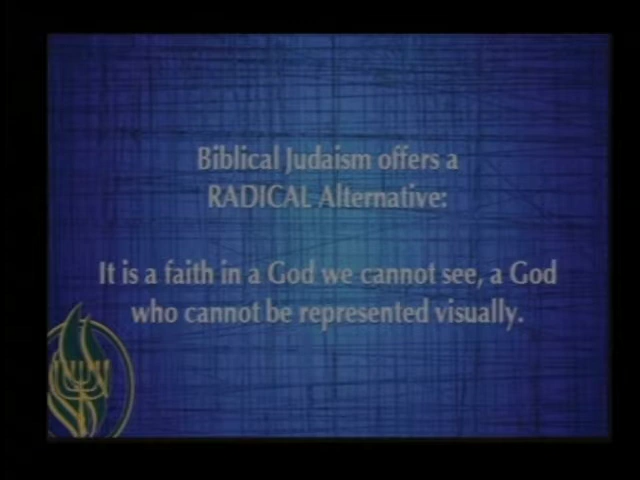 Biblical Judaism offers a
RADICAL Alternative:
It is a faith in a God we cannot see, a God
who cannot be represented visually.